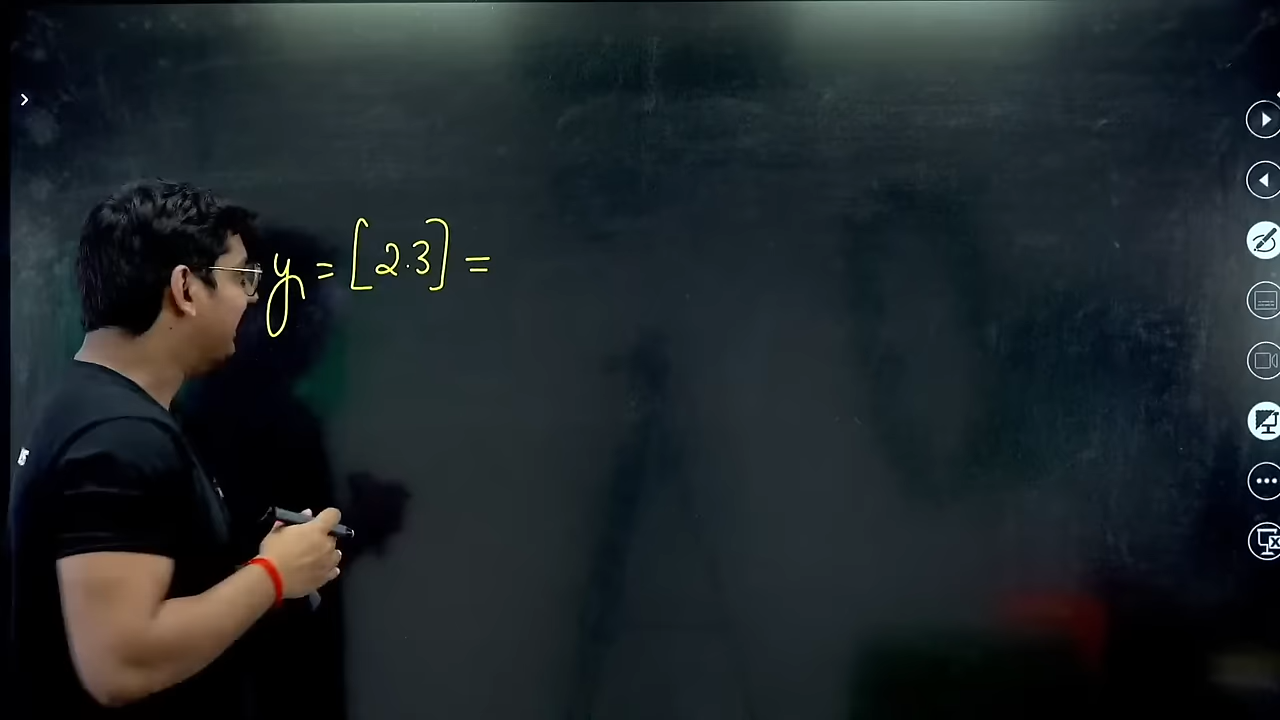 y = [2.3] =